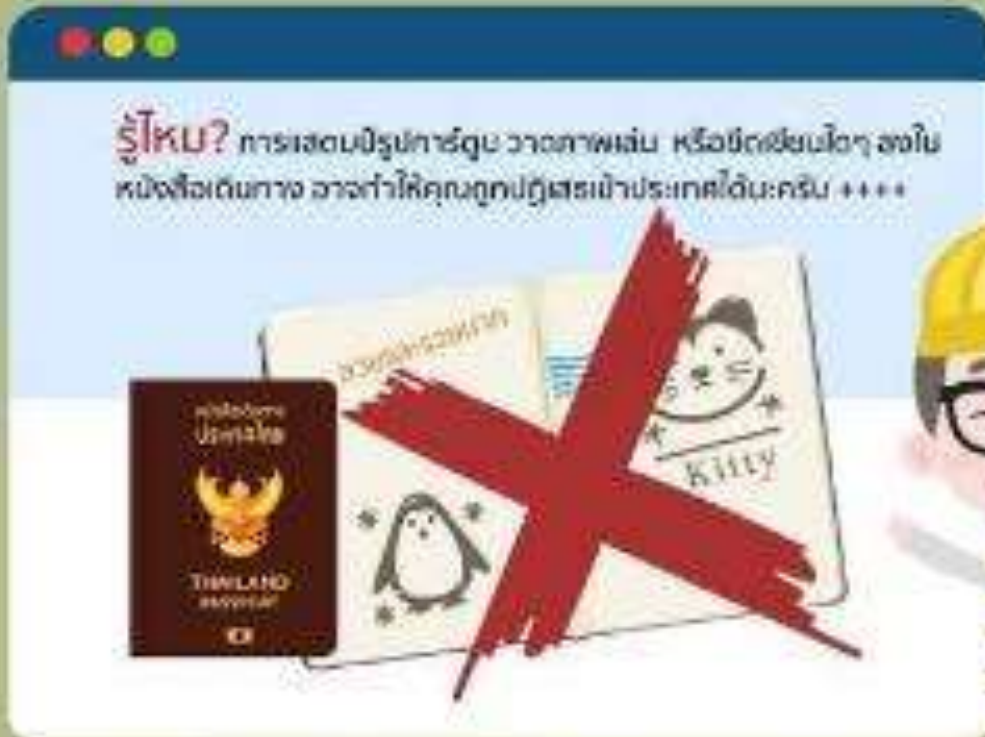 รู้ไหม? การแสตมป์รูปการ์ตูน วาดภาพเล่น หรือขีดเขียนใดๆ ลงใน
หนังสือเดินทาง อาจทำให้คุณถูกปฏิเสธเข้าประเทศได้นะครับ ++++
หนังสือเดินทาง
ประเทศไทย
THAILAND
PASSPORT
Kitty